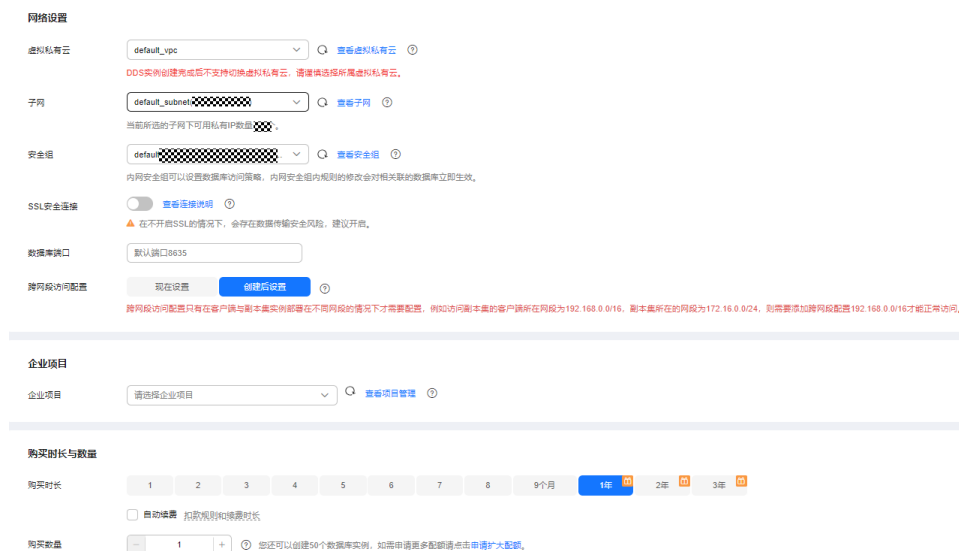 网络设置
虚拟私有云 default_vpc 查看虚拟私有云
DDS实例创建完成后不支持切换虚拟私有云，请谨慎选择所属虚拟私有云。
子网 default_subnet( 查看子网
当前所选的子网下可用私有IP数量
安全组 default ... 查看安全组
内网安全组可以设置数据库访问策略，内网安全组内规则的修改会对相关联的数据库立即生效。
SSL安全连接 查看连接说明
在不开启SSL的情况下，会存在数据传输安全风险，建议开启。
数据库端口 默认端口8635
跨网段访问配置 现在设置 创建后设置
跨网段访问配置只有在客户端与副本集实例部署在不同网段的情况下才需要配置，例如访问副本集的客户端所在网段为192.168.0.0/16，副本集所在的网段为172.16.0.0/24，则需要添加跨网段配置192.168.0.0/16才能正常访问。
企业项目
企业项目 请选择企业项目 查看项目管理
购买时长与数量
购买时长 1 2 3 4 5 6 7 8 9个月 1年 2年 3年
自动续费 扣款规则和续费时长
购买数量 − 1 + 您还可以创建50个数据库实例，如需申请更多配额请点击申请扩大配额。